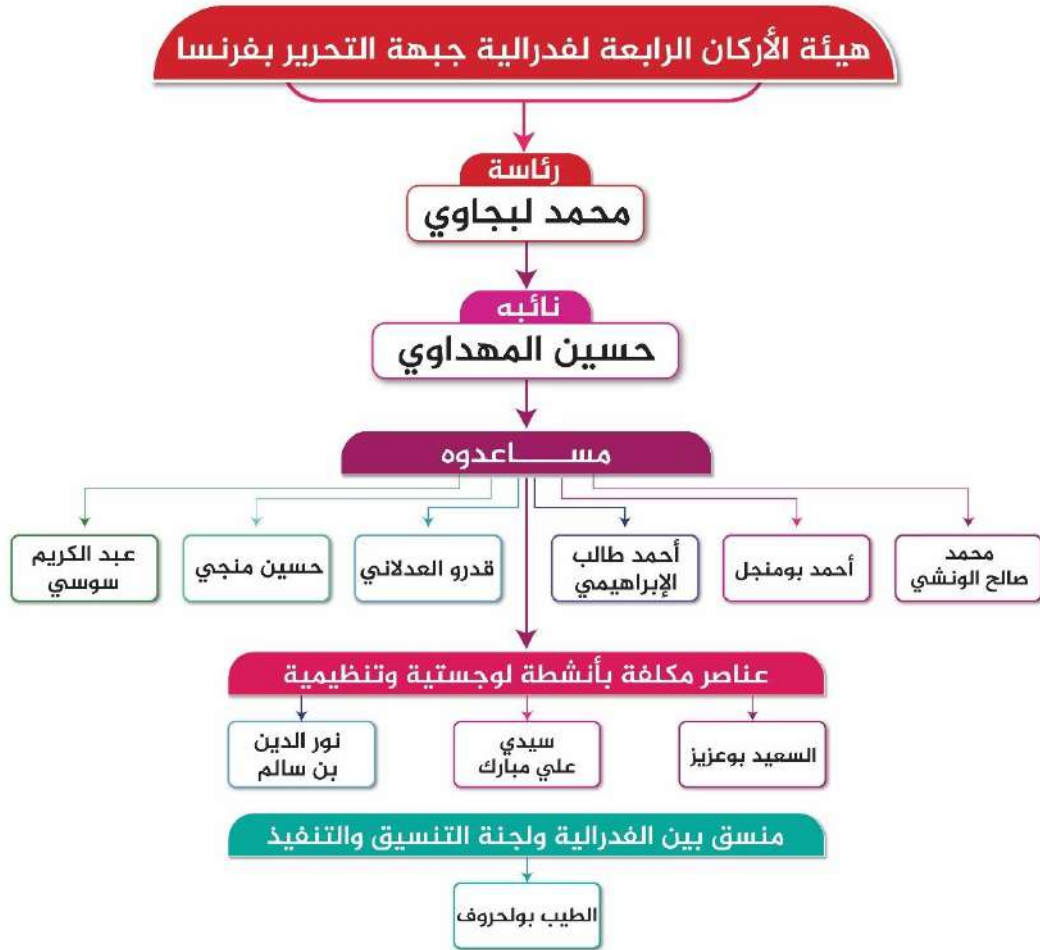 هيئة الأركان الرابعة لفدرالية جبهة التحرير بفرنسا
رئاسة
محمد لبجاوي
نائبه
حسين المهداوي
مســـــاعدوه
محمد
صالح الونشي
أحمد بومنجل
أحمد طالب
الإبراهيمي
قدرو العدلاني
حسين منجي
عبد الكريم
سوسي
عناصر مكلفة بأنشطة لوجستية وتنظيمية
السعيد بوعزيز
سيدي
علي مبارك
نور الدين
بن سالم
منسق بين الفدرالية ولجنة التنسيق والتنفيذ
الطيب بولحروف